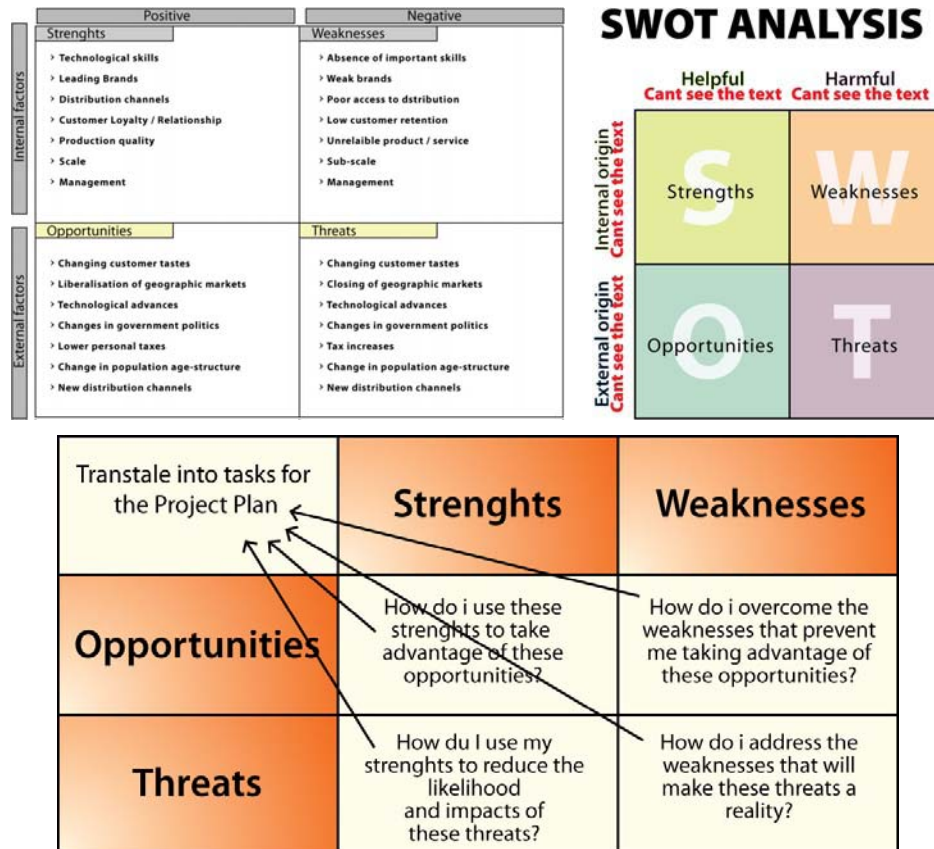 Positive
Negative
Internal factors
Strenghts
› Technological skills
› Leading Brands
› Distribution channels
› Customer Loyalty / Relationship
› Production quality
› Scale
› Management
Weaknesses
› Absence of important skills
› Weak brands
› Poor access to dstribution
› Low customer retention
› Unrelaible product / service
› Sub-scale
› Management
External factors
Opportunities
› Changing customer tastes
› Liberalisation of geographic markets
› Technological advances
› Changes in government politics
› Lower personal taxes
› Change in population age-structure
› New distribution channels
Threats
› Changing customer tastes
› Closing of geographic markets
› Technological advances
› Changes in government politics
› Tax increases
› Change in population age-structure
› New distribution channels
SWOT ANALYSIS
Helpful
Cant see the text
Harmful
Cant see the text
Internal origin
Cant see the text
S
Strengths
W
Weaknesses
External origin
Cant see the text
O
Opportunities
T
Threats
Transtale into tasks for
the Project Plan
Strenghts
Weaknesses
Opportunities
How do i use these
strenghts to take
advantage of these
opportunities?
How do i overcome the
weaknesses that prevent
me taking advantage of
these opportunities?
Threats
How du I use my
strenghts to reduce the
likelihood
and impacts of
these threats?
How do i address the
weaknesses that will
make these threats a
reality?